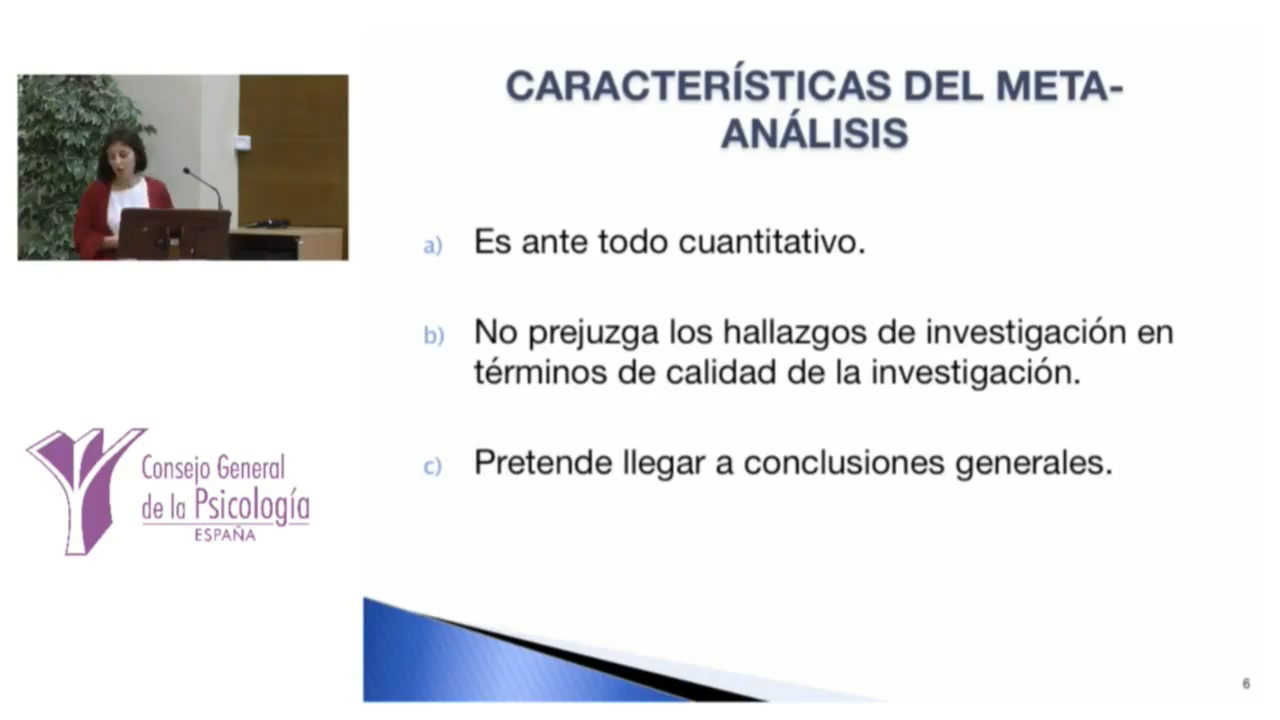 CARACTERÍSTICAS DEL META-
ANÁLISIS
a) Es ante todo cuantitativo.
b) No prejuzga los hallazgos de investigación en
términos de calidad de la investigación.
c) Pretende llegar a conclusiones generales.
Consejo General
de la Psicología
ESPAÑA
6